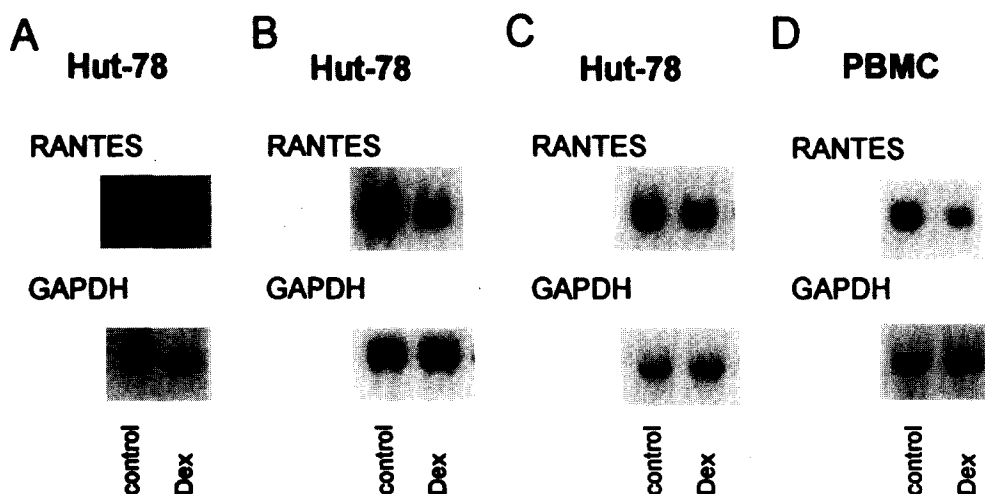 A B C D
Hut-78 Hut-78 Hut-78 PBMC
RANTES RANTES RANTES RANTES
GAPDH GAPDH GAPDH GAPDH
control Dex control Dex control Dex control Dex